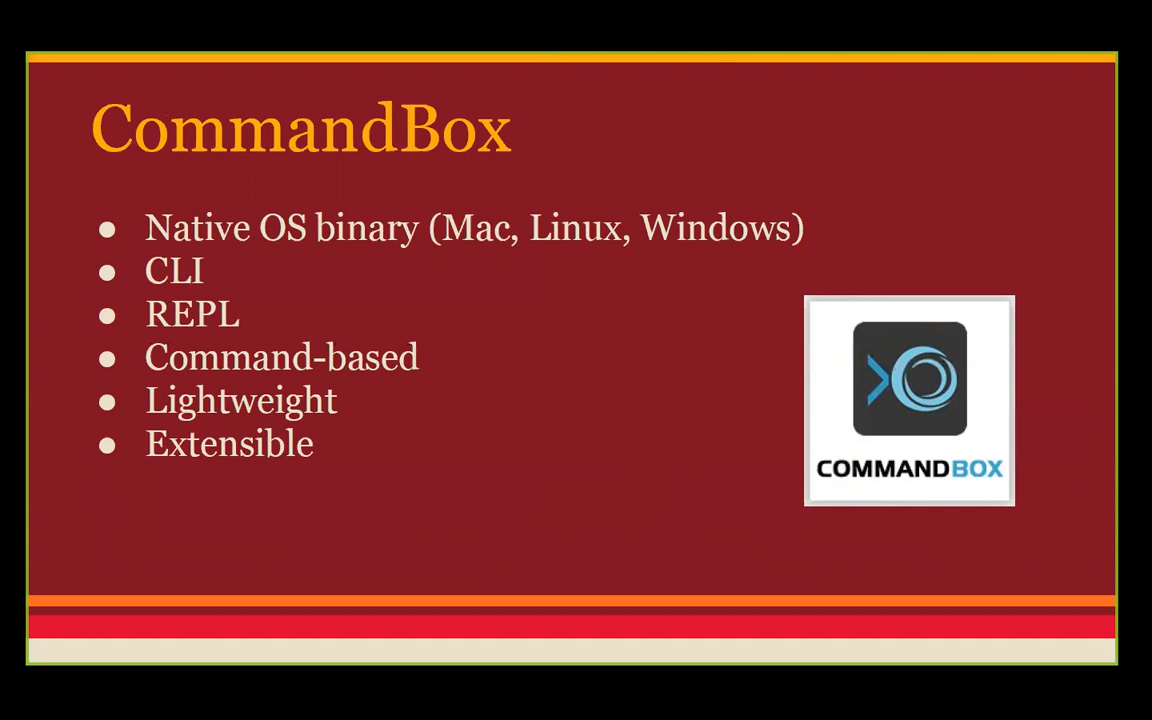 CommandBox
● Native OS binary (Mac, Linux, Windows)
● CLI
● REPL
● Command-based
● Lightweight
● Extensible
COMMANDBOX